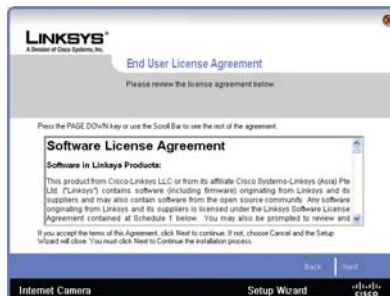 LINKSYS®
A Division of Cisco Systems, Inc.
End User License Agreement
Please review the license agreement below.
Press the PAGE DOWN key or use the Scroll Bar to see the rest of the agreement.
Software License Agreement
Software in Linksys Products:
This product from Cisco-Linksys LLC or from its affiliate Cisco Systems-Linksys (Asia) Pte
Ltd. ("Linksys") contains software (including firmware) originating from Linksys and its
suppliers and may also contain software from the open source community. Any software
originating from Linksys and its suppliers is licensed under the Linksys Software License
Agreement contained at Schedule 1 below. You may also be prompted to review and
If you accept the terms of this Agreement, click Next to continue. If not, choose Cancel and the Setup
Wizard will close. You must click Next to Continue the installation process.
Back
Next
Internet Camera
Setup Wizard
CISCO